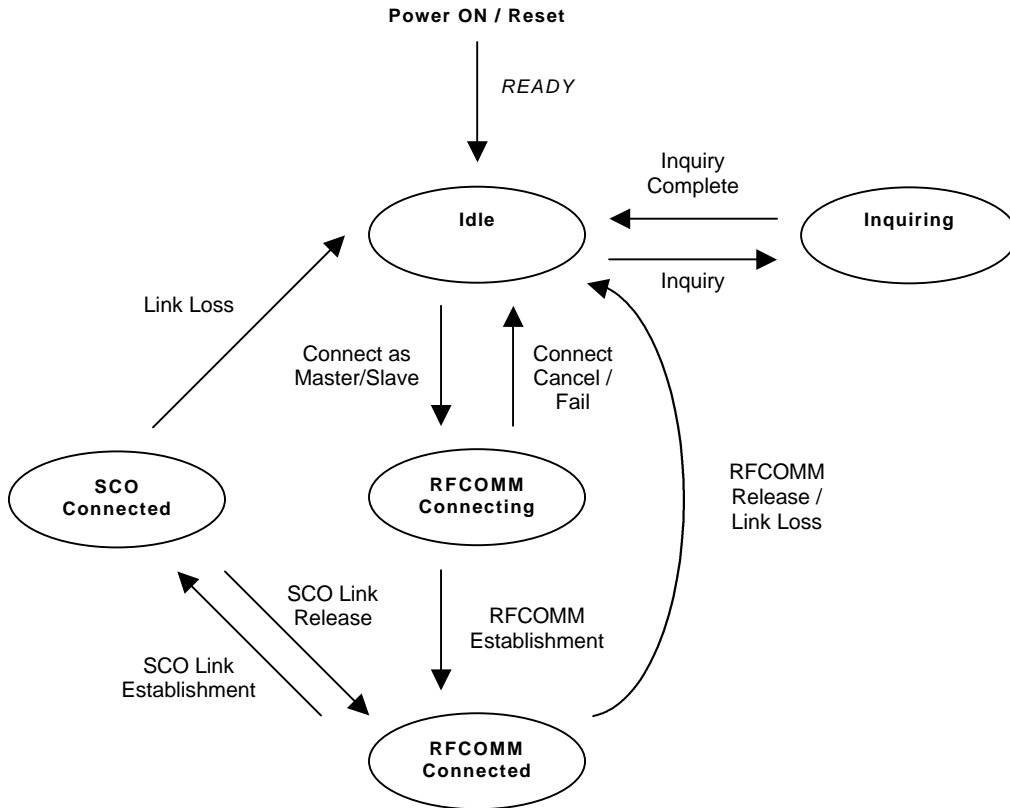 Power ON / Reset
READY
Inquiry
Complete
Idle
Inquiring
Inquiry
Link Loss
Connect as
Master/Slave
Connect
Cancel /
Fail
SCO
Connected
RFCOMM
Connecting
RFCOMM
Release /
Link Loss
SCO Link
Release
RFCOMM
Establishment
SCO Link
Establishment
RFCOMM
Connected